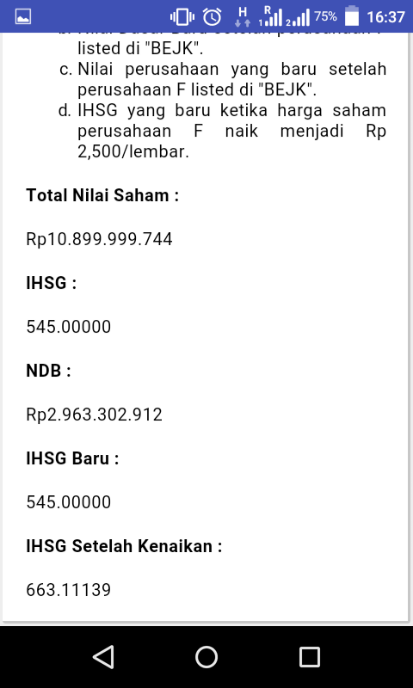 H R 1 2 75% 16:37
listed di "BEJK".
c. Nilai perusahaan yang baru setelah
perusahaan F listed di "BEJK".
d. IHSG yang baru ketika harga saham
perusahaan F naik menjadi Rp
2,500/lembar.
Total Nilai Saham :
Rp10.899.999.744
IHSG :
545.00000
NDB :
Rp2.963.302.912
IHSG Baru :
545.00000
IHSG Setelah Kenaikan :
663.11139